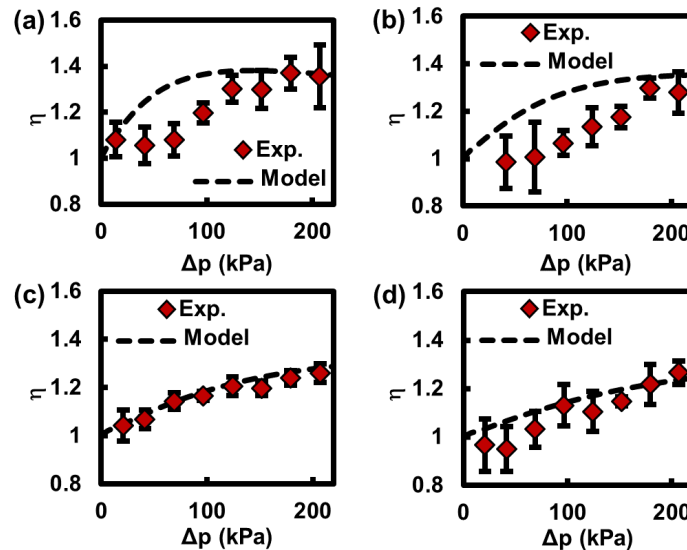 (a)
1.6
1.4
1.2
1
0.8
η
Exp.
Model
0
100
200
Δp (kPa)
(b)
1.6
1.4
1.2
1
0.8
η
Exp.
Model
0
100
200
Δp (kPa)
(c)
1.6
1.4
1.2
1
0.8
η
Exp.
Model
0
100
200
Δp (kPa)
(d)
1.6
1.4
1.2
1
0.8
η
Exp.
Model
0
100
200
Δp (kPa)